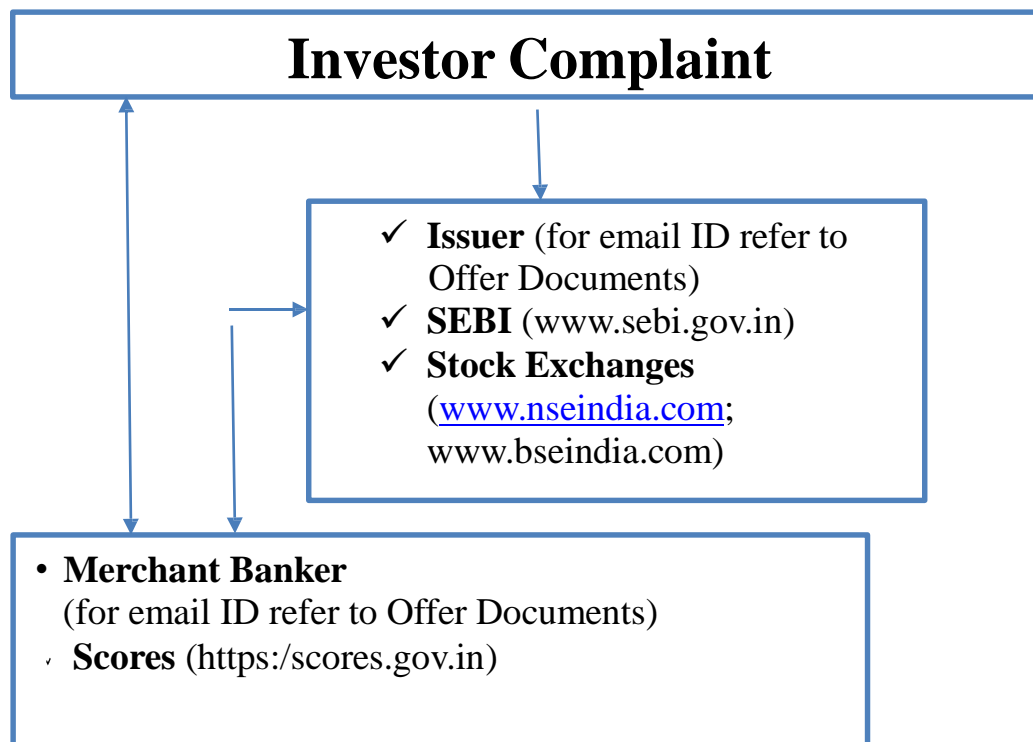 Investor Complaint
✓ Issuer (for email ID refer to
Offer Documents)
✓ SEBI (www.sebi.gov.in)
✓ Stock Exchanges
(www.nseindia.com;
www.bseindia.com)
• Merchant Banker
(for email ID refer to Offer Documents)
✓ Scores (https:/scores.gov.in)